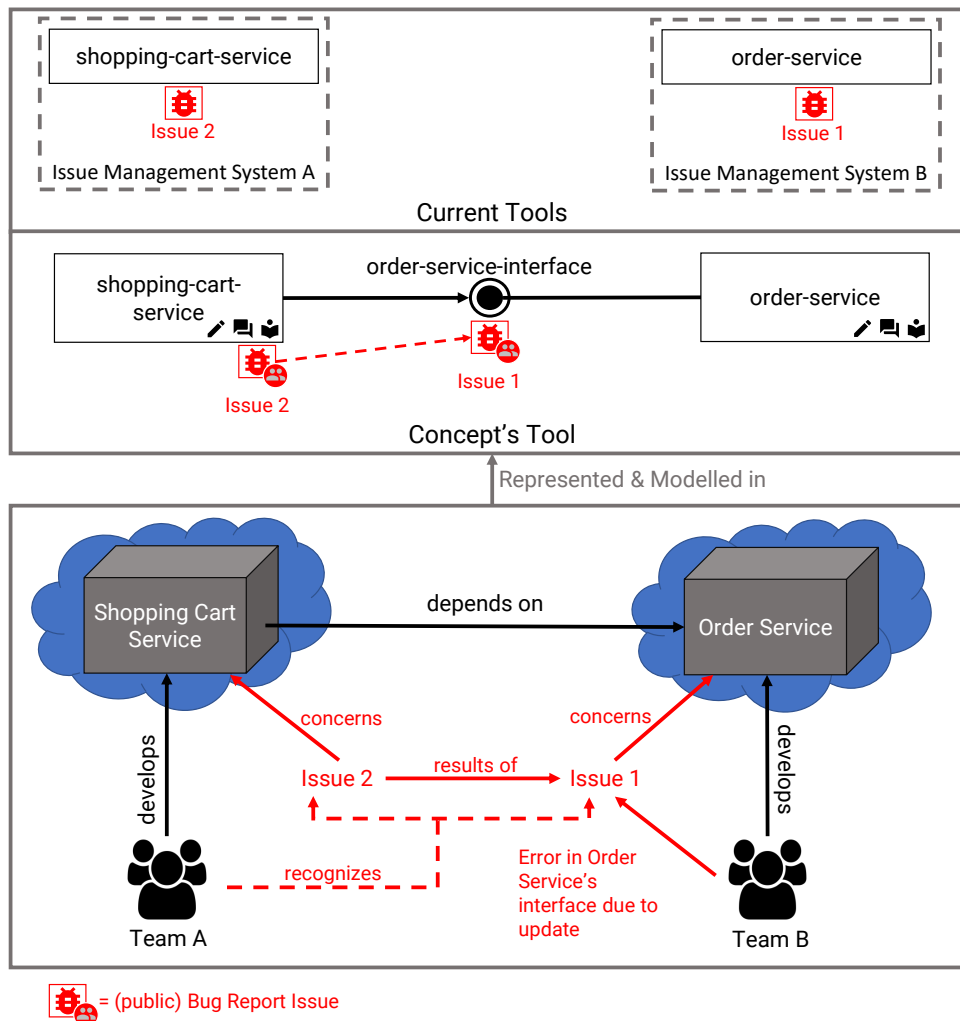 shopping-cart-service
Issue 2
Issue Management System A
order-service
Issue 1
Issue Management System B
Current Tools
shopping-cart-
service
order-service-interface
order-service
Issue 2
Issue 1
Concept's Tool
Represented & Modelled in
Shopping Cart
Service
depends on
Order Service
concerns
concerns
develops
develops
Issue 2
results of
Issue 1
recognizes
Error in Order
Service's
interface due to
update
Team A
Team B
= (public) Bug Report Issue